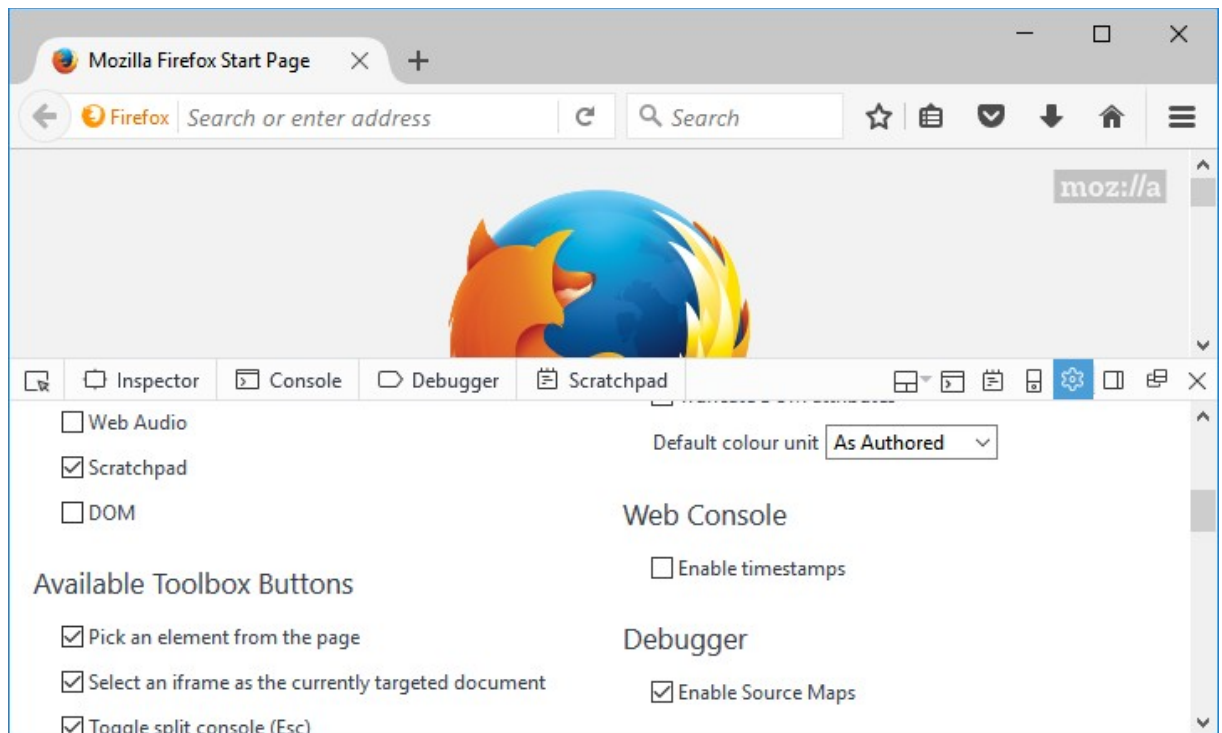 Mozilla Firefox Start Page
Firefox Search or enter address Search
moz://a
Inspector Console Debugger Scratchpad
Web Audio
Scratchpad
DOM
Available Toolbox Buttons
Pick an element from the page
Select an iframe as the currently targeted document
Toggle split console (Esc)
Default colour unit As Authored
Web Console
Enable timestamps
Debugger
Enable Source Maps